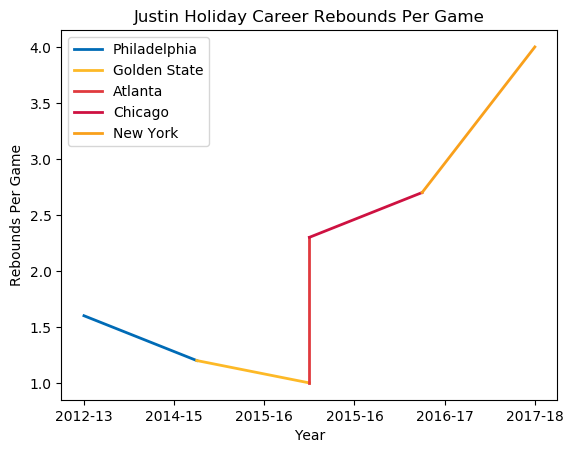 Justin Holiday Career Rebounds Per Game
Philadelphia
Golden State
Atlanta
Chicago
New York
Rebounds Per Game
4.0
3.5
3.0
2.5
2.0
1.5
1.0
2012-13 2014-15 2015-16 2015-16 2016-17 2017-18
Year